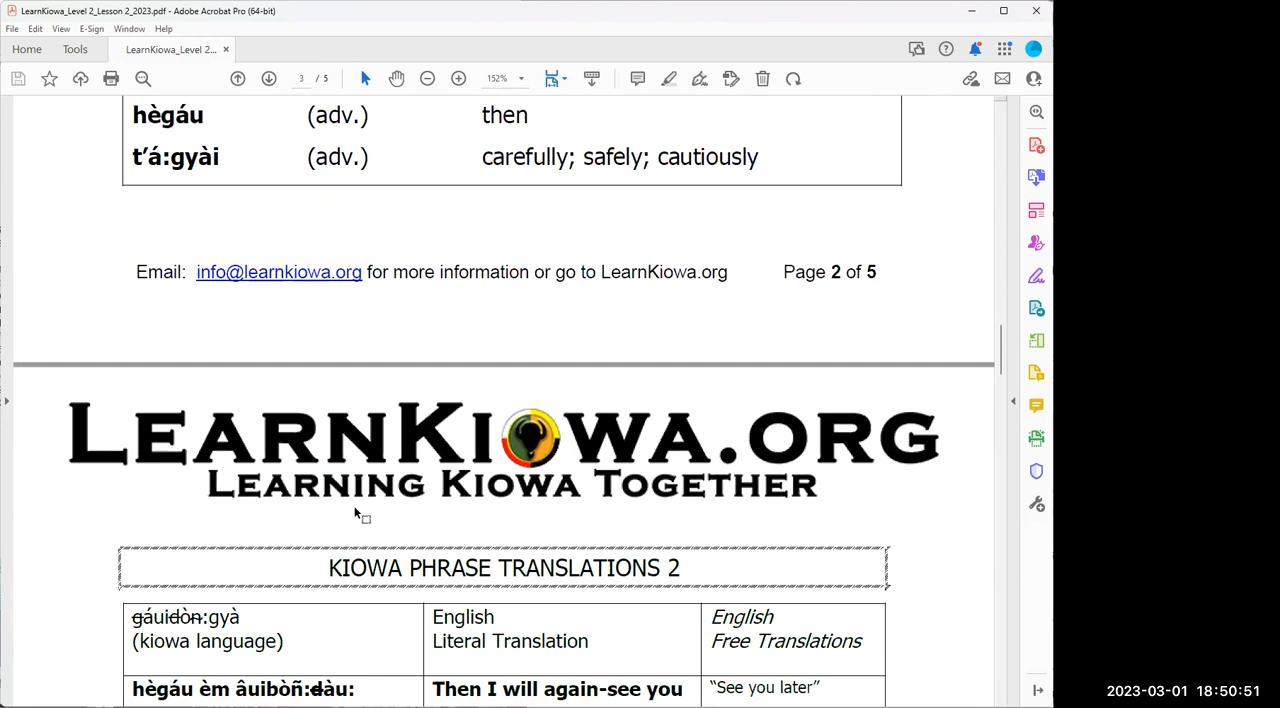 LearnKiowa_Level 2_Lesson 2_2023.pdf - Adobe Acrobat Pro (64-bit)
File Edit View E-Sign Window Help
Home Tools LearnKiowa_Level 2... ×
3 / 5 152%
hègáu (adv.) then
t’á:gyài (adv.) carefully; safely; cautiously
Email: info@learnkiowa.org for more information or go to LearnKiowa.org Page 2 of 5
LEARNKIOWA.ORG
LEARNING KIOWA TOGETHER
KIOWA PHRASE TRANSLATIONS 2
g̶áuid̶òn̶:gyà English English
(kiowa language) Literal Translation Free Translations
hègáu èm âuibòñ:d̶àu: Then I will again-see you “See you later”
2023-03-01 18:50:51